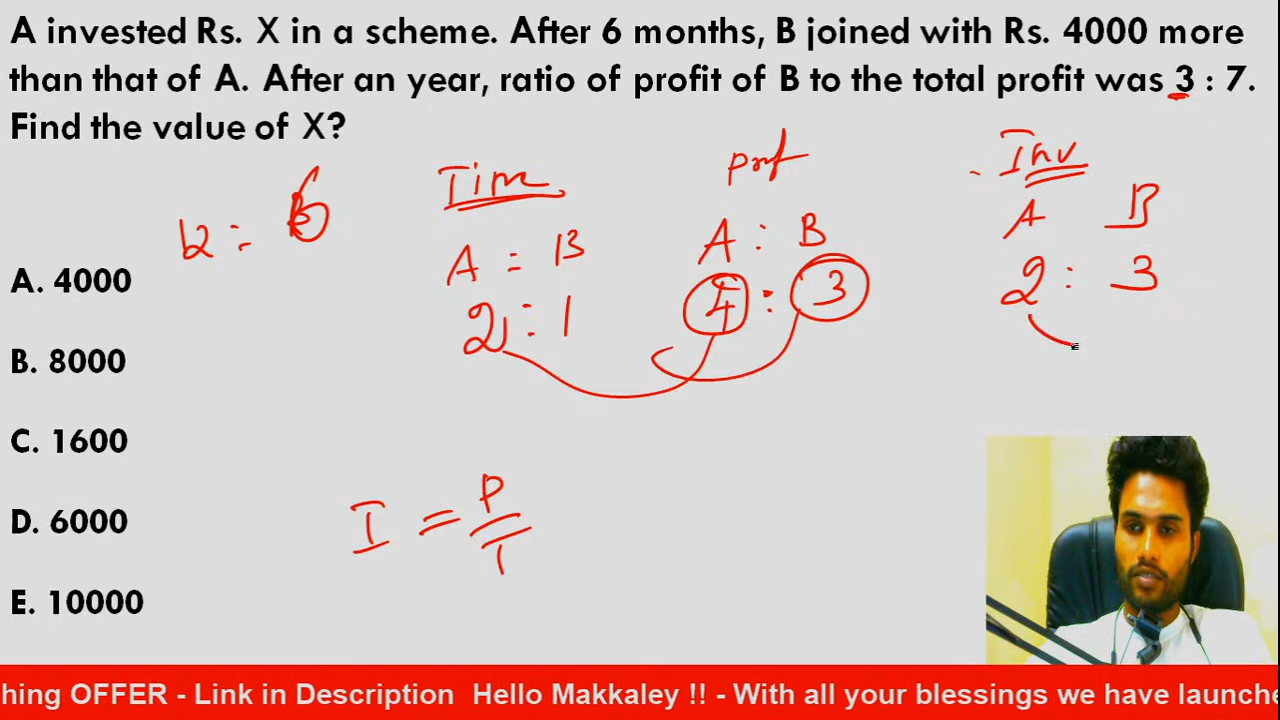 A invested Rs. X in a scheme. After 6 months, B joined with Rs. 4000 more
than that of A. After an year, ratio of profit of B to the total profit was 3 : 7.
Find the value of X?
12 : 6
Time
A : B
2 : 1
Prof
A : B
4 : 3
Inv
A B
2 : 3
A. 4000
B. 8000
C. 1600
D. 6000
E. 10000
I = P
T
hing OFFER - Link in Description Hello Makkaley !! - With all your blessings we have launche